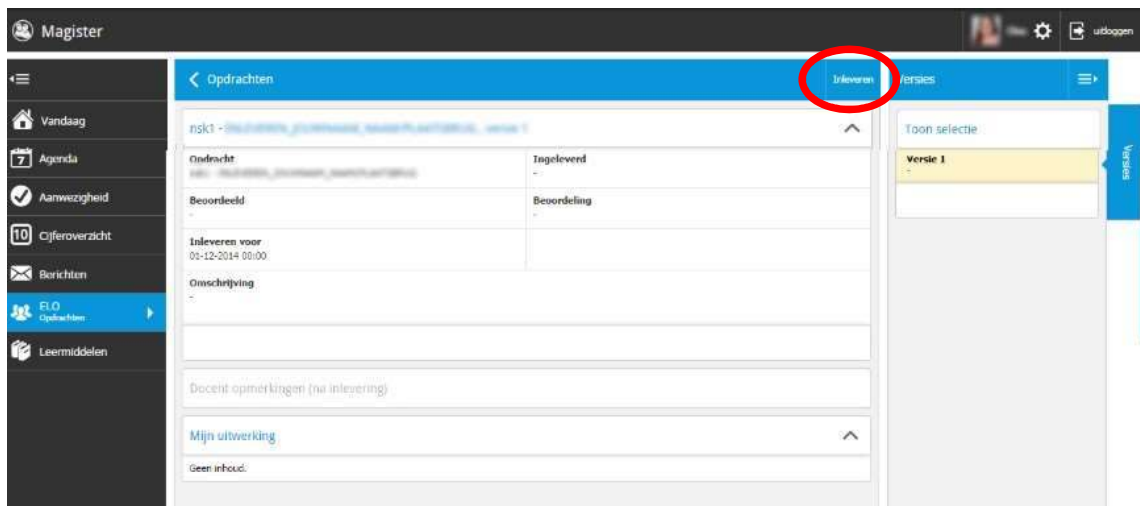 Magister
uitloggen
Opdrachten
Inleveren
Versies
Vandaag
Agenda
Aanwezigheid
Cijferoverzicht
Berichten
ELO
Opdrachten
Leermiddelen
7
10
nsk1 -
Opdracht
-
Ingeleverd
-
Beoordeeld
-
Beoordeling
-
Inleveren voor
01-12-2014 00:00
Omschrijving
-
Docent opmerkingen (na inlevering)
Mijn uitwerking
Geen inhoud.
Toon selectie
Versie 1
-
Versies